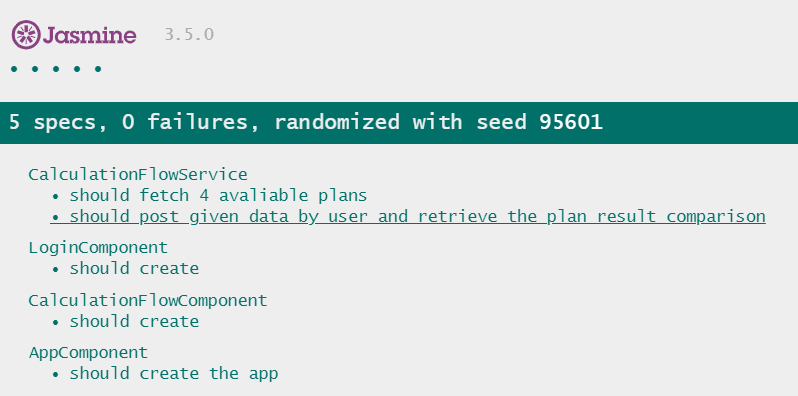 Jasmine 3.5.0
• • • • •
5 specs, 0 failures, randomized with seed 95601
CalculationFlowService
• should fetch 4 avaliable plans
• should post given data by user and retrieve the plan result comparison
LoginComponent
• should create
CalculationFlowComponent
• should create
AppComponent
• should create the app